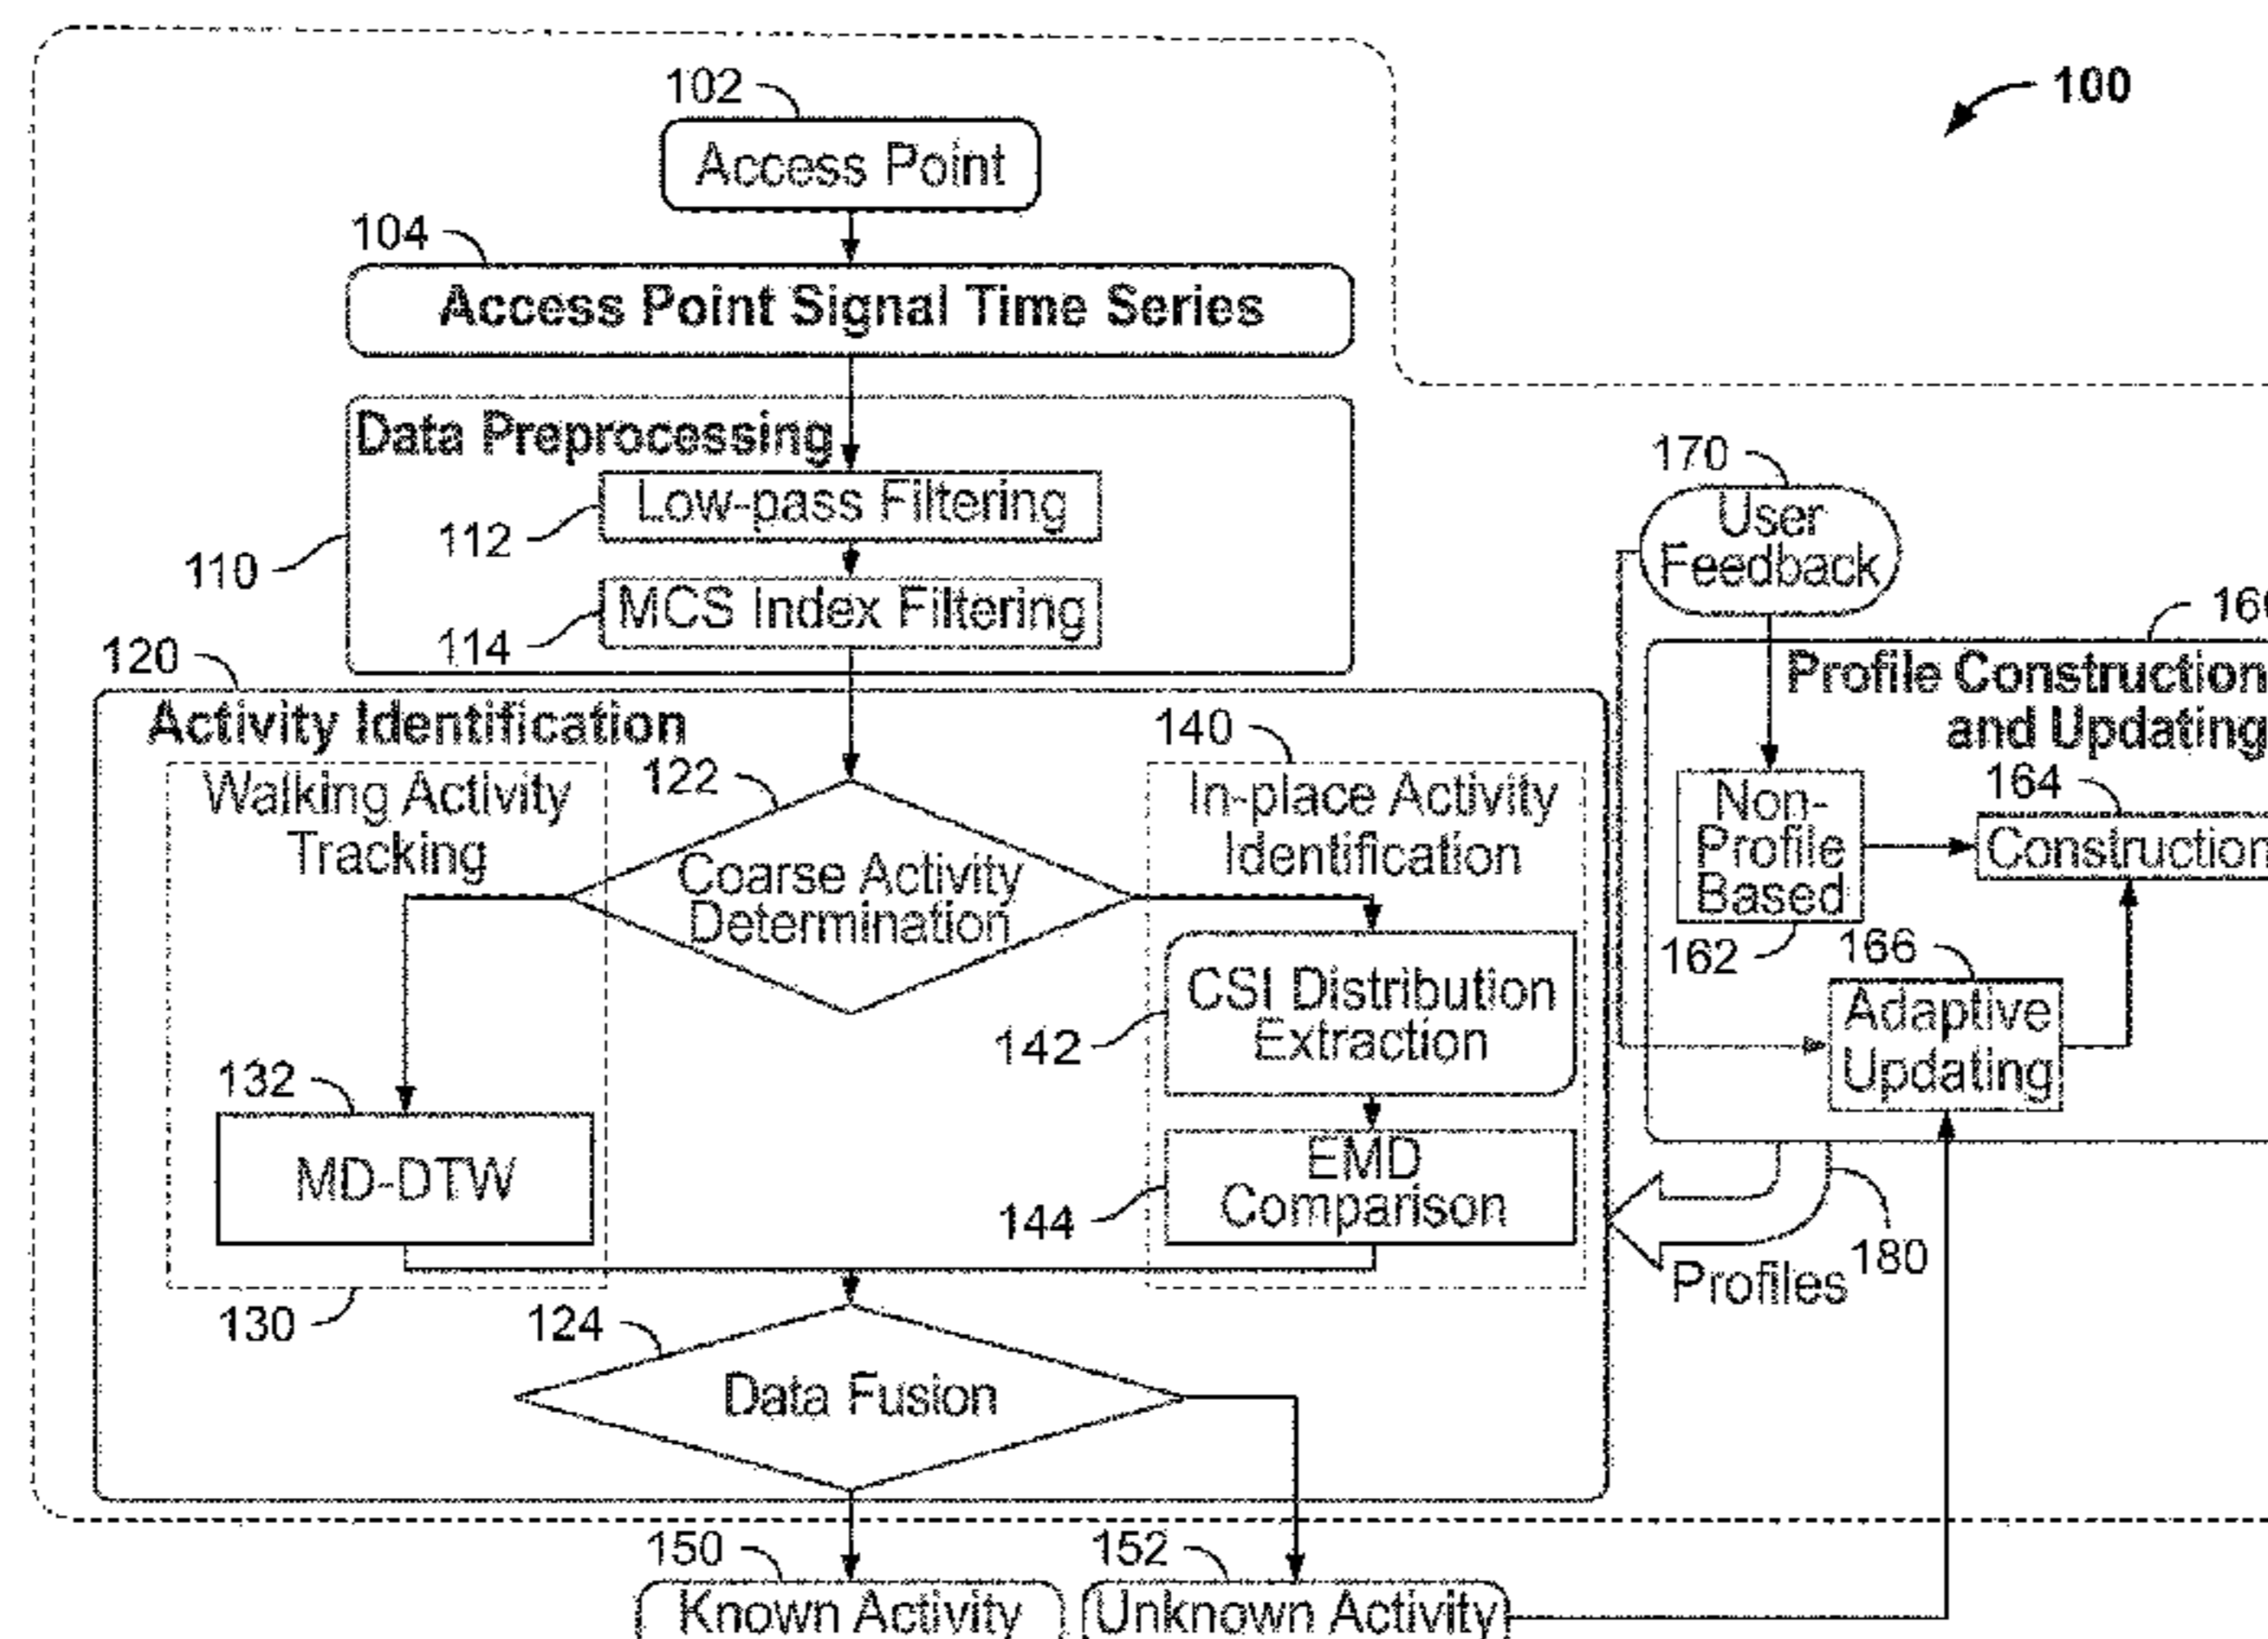 100
102
Access Point
104
Access Point Signal Time Series
110
Data Preprocessing
Low-pass Filtering
112
MCS Index Filtering
114
120
Activity Identification
Walking Activity
Tracking
122
Coarse Activity
Determination
140
In-place Activity
Identification
CSI Distribution
Extraction
142
132
MD-DTW
EMD
Comparison
144
130
124
Data Fusion
150
Known Activity
152
Unknown Activity
170
User
Feedback
Profile Construction
and Updating
Non-
Profile
Based
162
164
Construction
166
Adaptive
Updating
180
Profiles